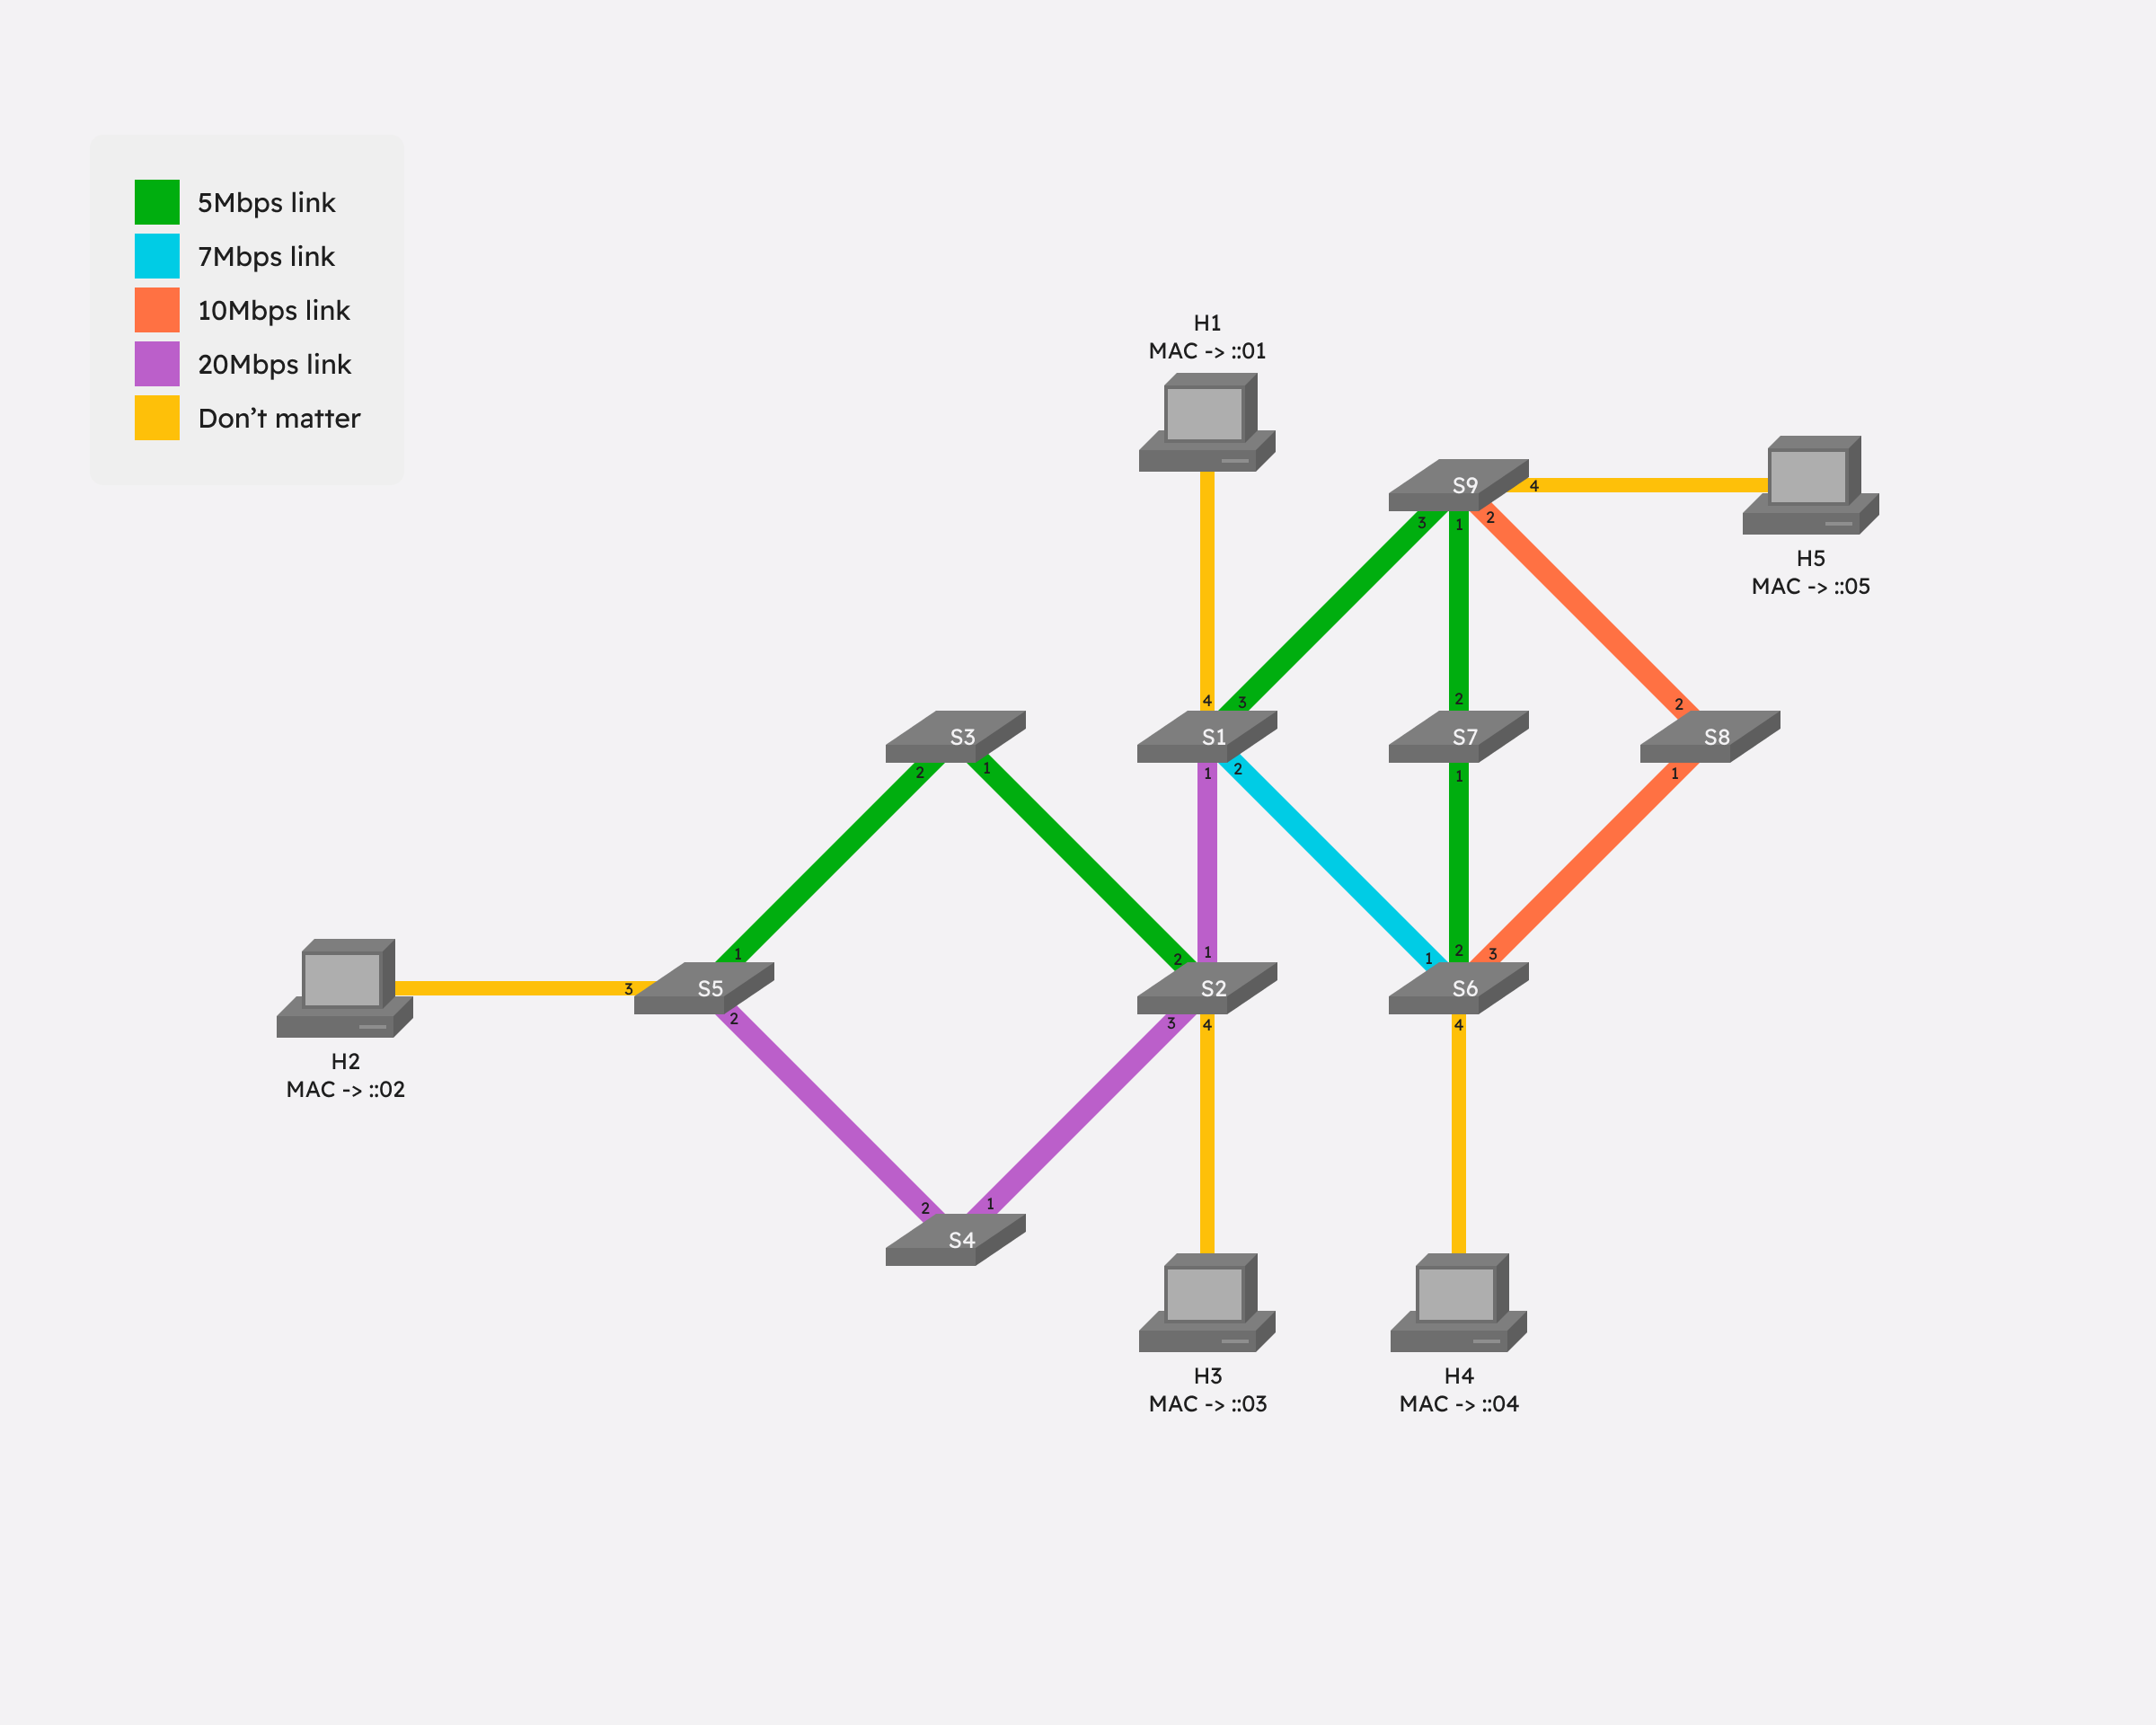 5Mbps link
7Mbps link
10Mbps link
20Mbps link
Don’t matter
H1
MAC -> ::01
S9
4
3
1
2
H5
MAC -> ::05
4
3
2
2
S3
S1
S7
S8
2
1
1
2
1
1
1
2
1
1
2
3
H2
MAC -> ::02
3
S5
S2
S6
2
3
4
4
2
1
S4
H3
MAC -> ::03
H4
MAC -> ::04